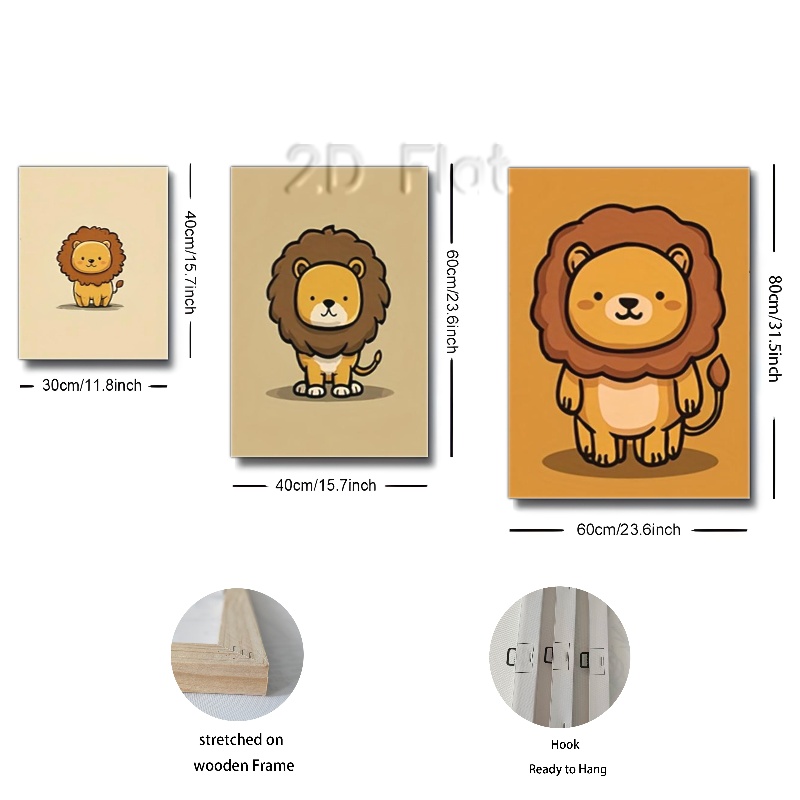 2D Flat
40cm/15.7inch
30cm/11.8inch
60cm/23.6inch
40cm/15.7inch
80cm/31.5inch
60cm/23.6inch
stretched on
wooden Frame
Hook
Ready to Hang